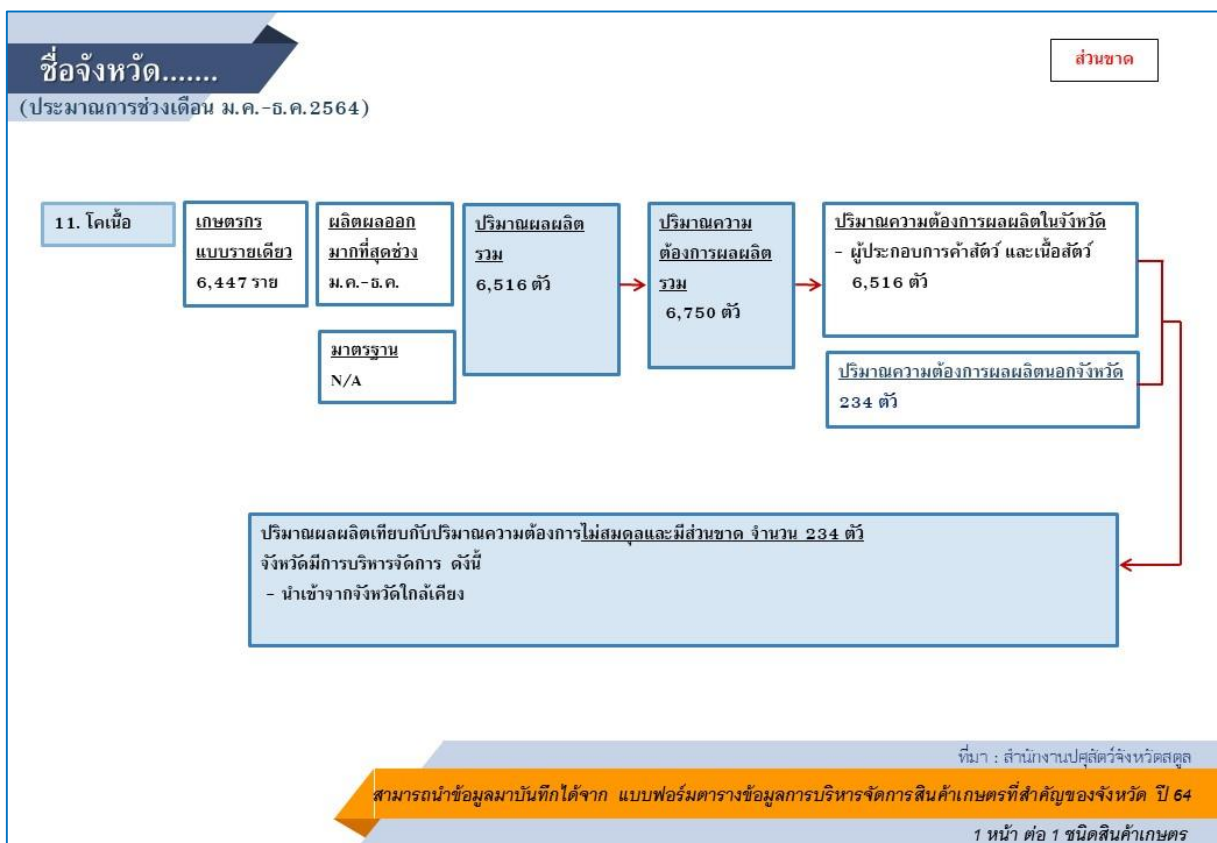 ชื่อจังหวัด.......
ส่วนขาด
(ประมาณการช่วงเดือน ม.ค.-ธ.ค.2564)
11. โคเนื้อ
เกษตรกร
แบบรายเดียว
6,447 ราย
ผลิตผลออก
มากที่สุดช่วง
ม.ค.-ธ.ค.
มาตรฐาน
N/A
ปริมาณผลผลิต
รวม
6,516 ตัว
ปริมาณความ
ต้องการผลผลิต
รวม
6,750 ตัว
ปริมาณความต้องการผลผลิตในจังหวัด
- ผู้ประกอบการค้าสัตว์ และเนื้อสัตว์
6,516 ตัว
ปริมาณความต้องการผลผลิตนอกจังหวัด
234 ตัว
ปริมาณผลผลิตเทียบกับปริมาณความต้องการไม่สมดุลและมีส่วนขาด จำนวน 234 ตัว
จังหวัดมีการบริหารจัดการ ดังนี้
- นำเข้าจากจังหวัดใกล้เคียง
ที่มา : สำนักงานปศุสัตว์จังหวัดสตูล
สามารถนำข้อมูลมาบันทึกได้จาก แบบฟอร์มตารางข้อมูลการบริหารจัดการสินค้าเกษตรที่สำคัญของจังหวัด ปี 64
1 หน้า ต่อ 1 ชนิดสินค้าเกษตร